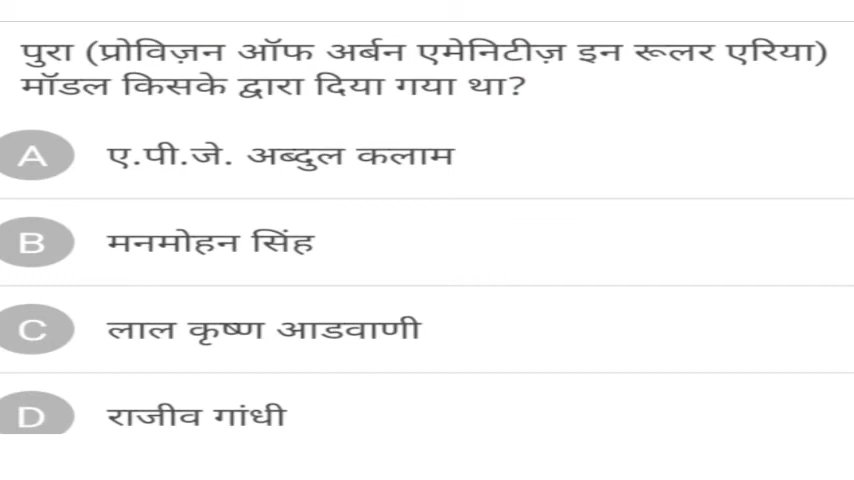 पुरा (प्रोविज़न ऑफ अर्बन एमेनिटीज़ इन रूलर एरिया)
मॉडल किसके द्वारा दिया गया था?
A ए.पी.जे. अब्दुल कलाम
B मनमोहन सिंह
C लाल कृष्ण आडवाणी
D राजीव गांधी